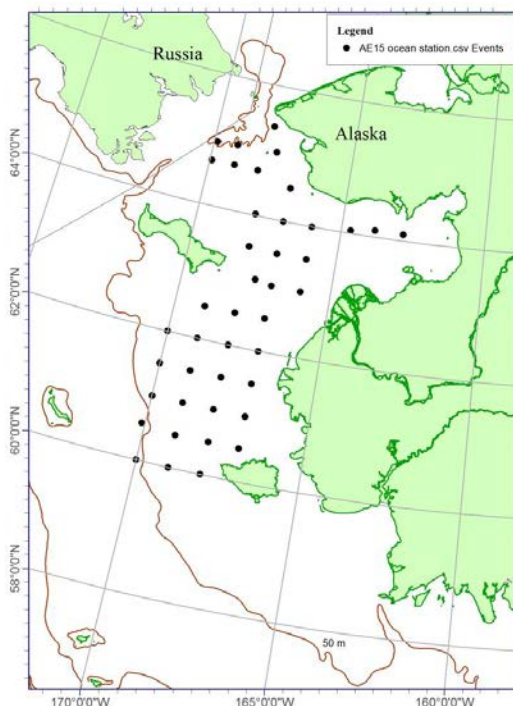 Legend
AE15 ocean station.csv Events
Russia
Alaska
64°0'0"N
62°0'0"N
60°0'0"N
58°0'0"N
50 m
170°0'0"W
165°0'0"W
160°0'0"W